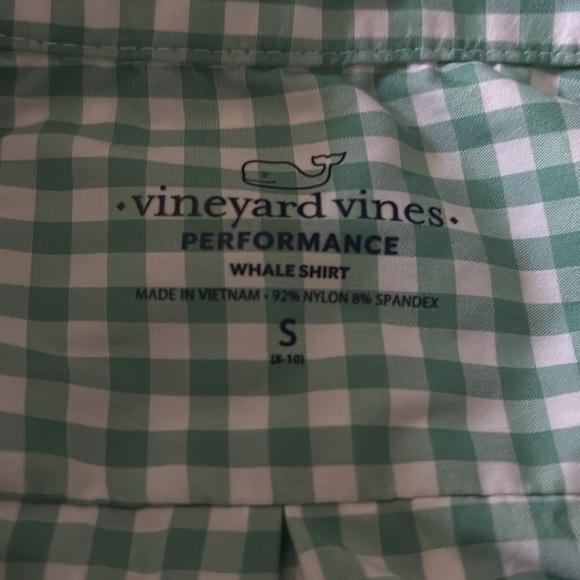 ·vineyard vines·
PERFORMANCE
WHALE SHIRT
MADE IN VIETNAM • 92% NYLON 8% SPANDEX
S
(8-10)